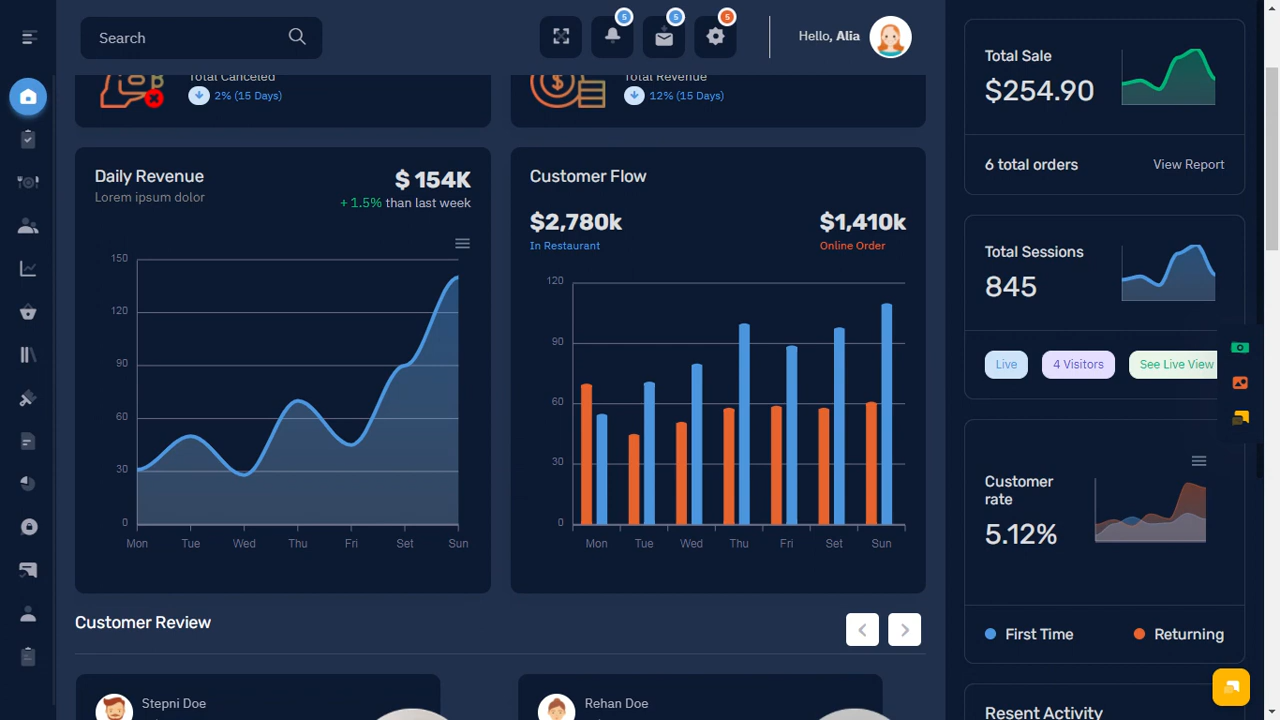 Search
5
5
5
Hello, Alia
Total Canceled
2% (15 Days)
Total Revenue
12% (15 Days)
Daily Revenue
Lorem ipsum dolor
$ 154K
+ 1.5% than last week
150
120
90
60
30
0
Mon Tue Wed Thu Fri Set Sun
Customer Flow
$2,780k
In Restaurant
$1,410k
Online Order
120
90
60
30
0
Mon Tue Wed Thu Fri Set Sun
Customer Review
Stepni Doe
Rehan Doe
Total Sale
$254.90
6 total orders
View Report
Total Sessions
845
Live
4 Visitors
See Live View
Customer
rate
5.12%
First Time
Returning
Resent Activity